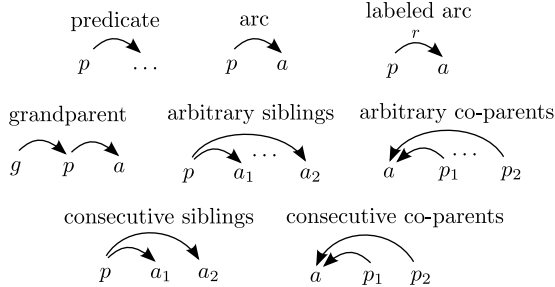 predicate arc labeled arc
r
p ... p a p a
grandparent arbitrary siblings arbitrary co-parents
g p a p a1 ... a2 a p1 ... p2
consecutive siblings consecutive co-parents
p a1 a2 a p1 p2